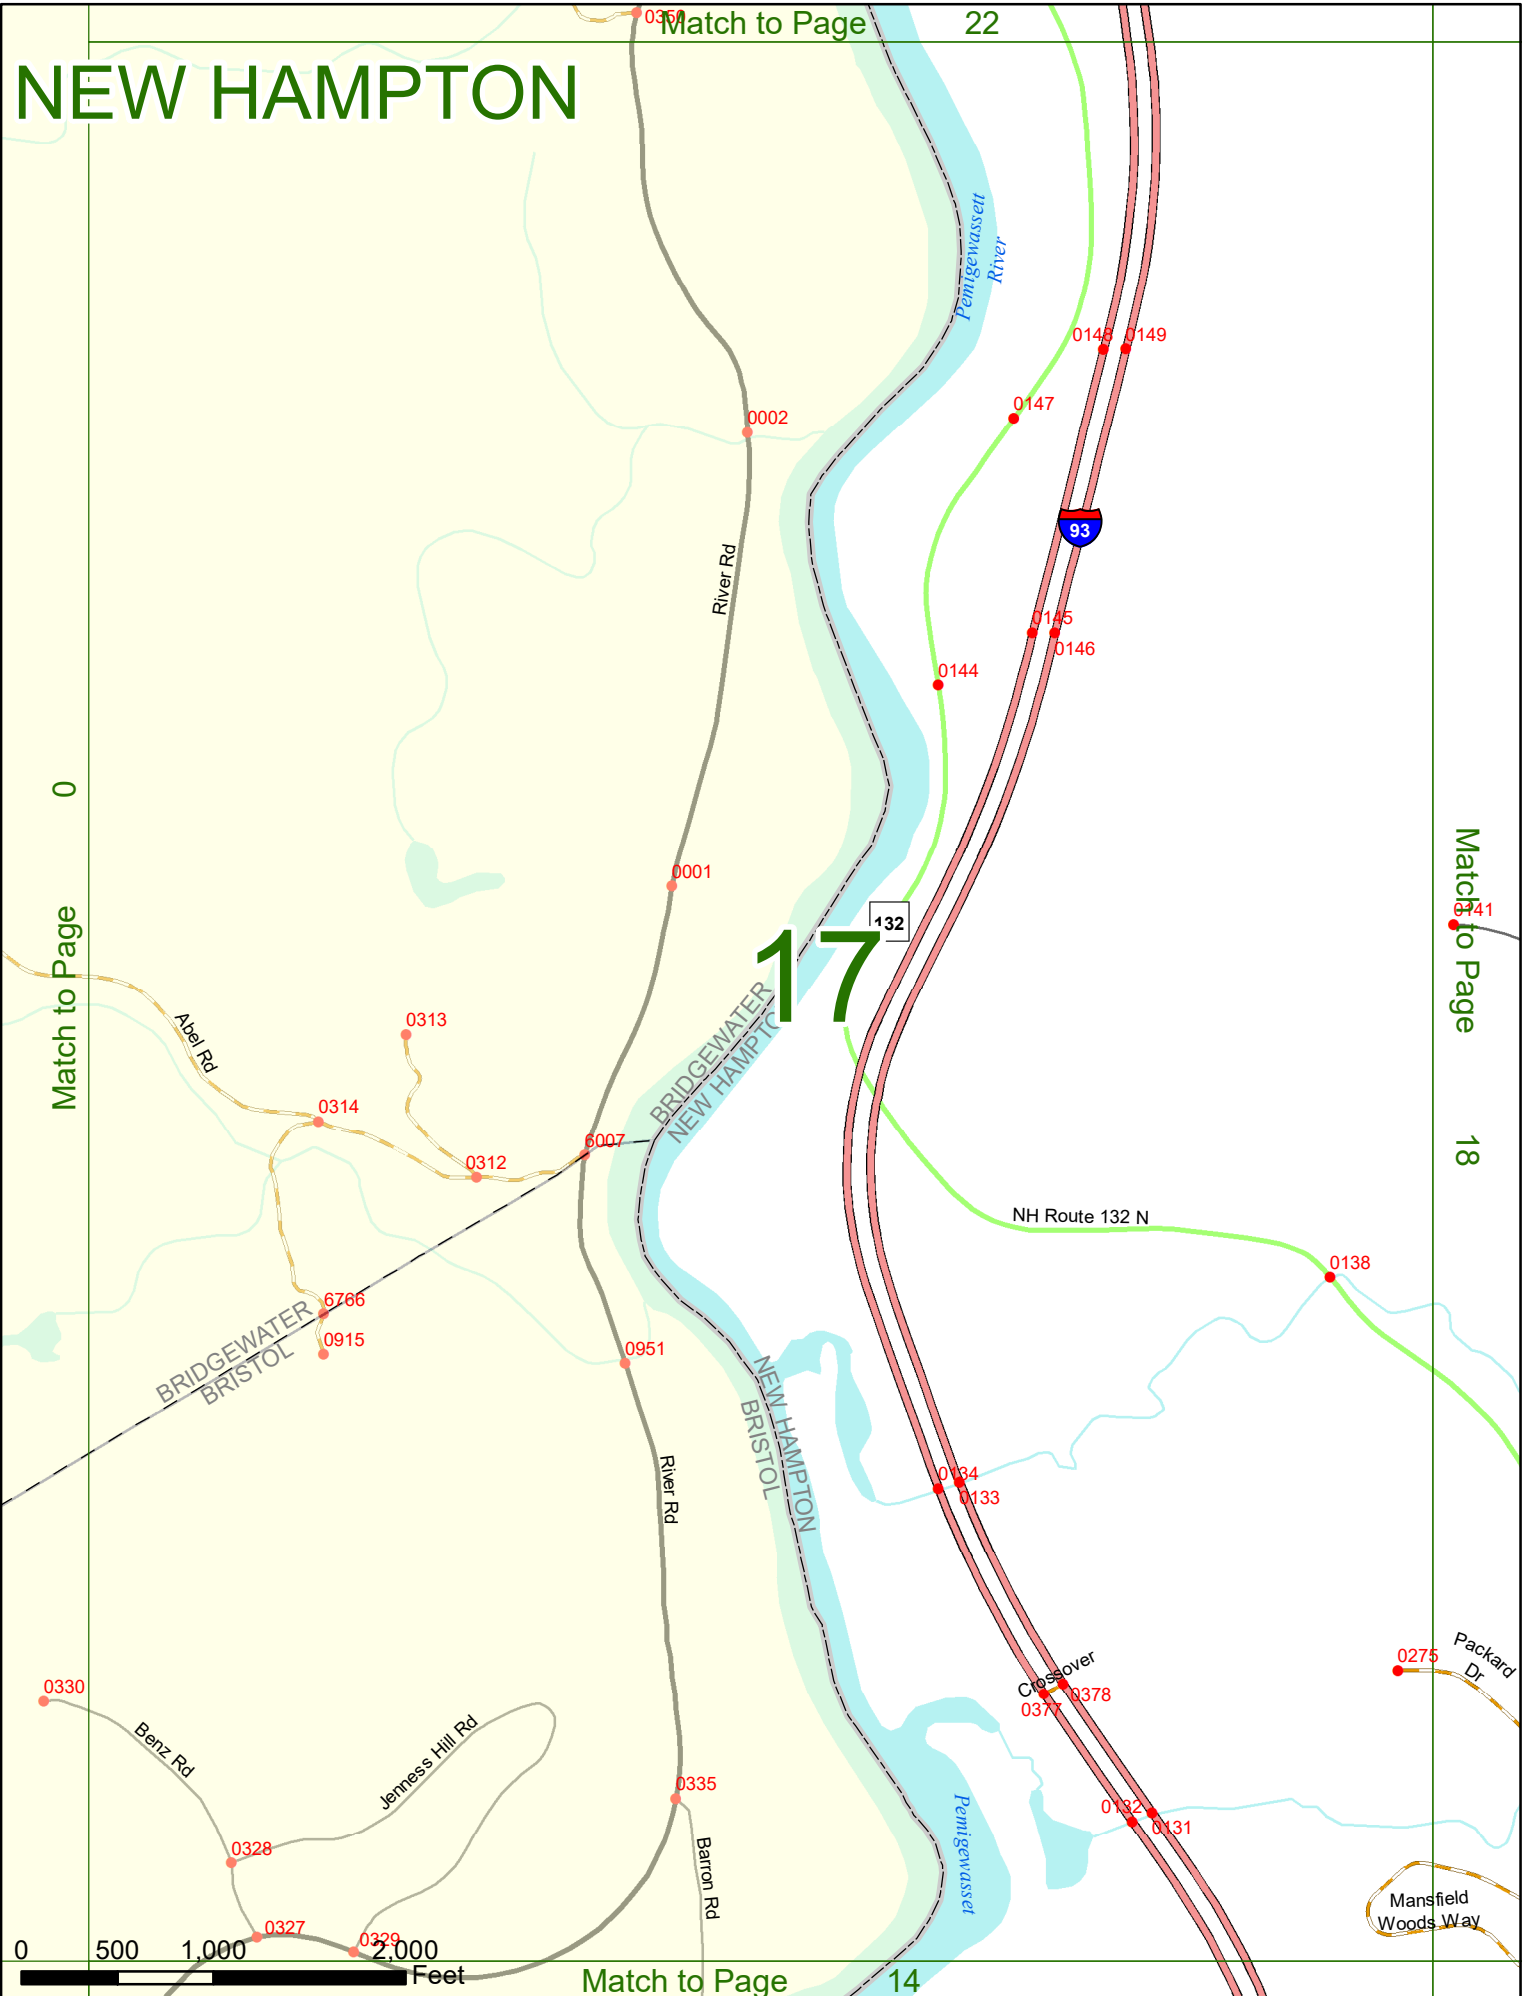 0350
Match to Page 22
NEW HAMPTON
Pemigewassett
River
0148
0149
0147
0002
93
River Rd
0145
0146
0144
0
Match to Page
0001
132
17
0141
Match to Page
18
BRIDGEWATER
NEW HAMPTO
Abel Rd
0313
0314
0312
6007
NH Route 132 N
0138
6766
0915
BRIDGEWATER
BRISTOL
0951
NEW HAMPTON
BRISTOL
River Rd
0134
0133
Crossover
0377
0378
0275
Packard
Dr
0330
Benz Rd
Jenness Hill Rd
0335
0132
0131
Pemigewasset
Barron Rd
0328
0327
0329
Mansfield
Woods Way
0 500 1,000 2,000
Feet
Match to Page 14